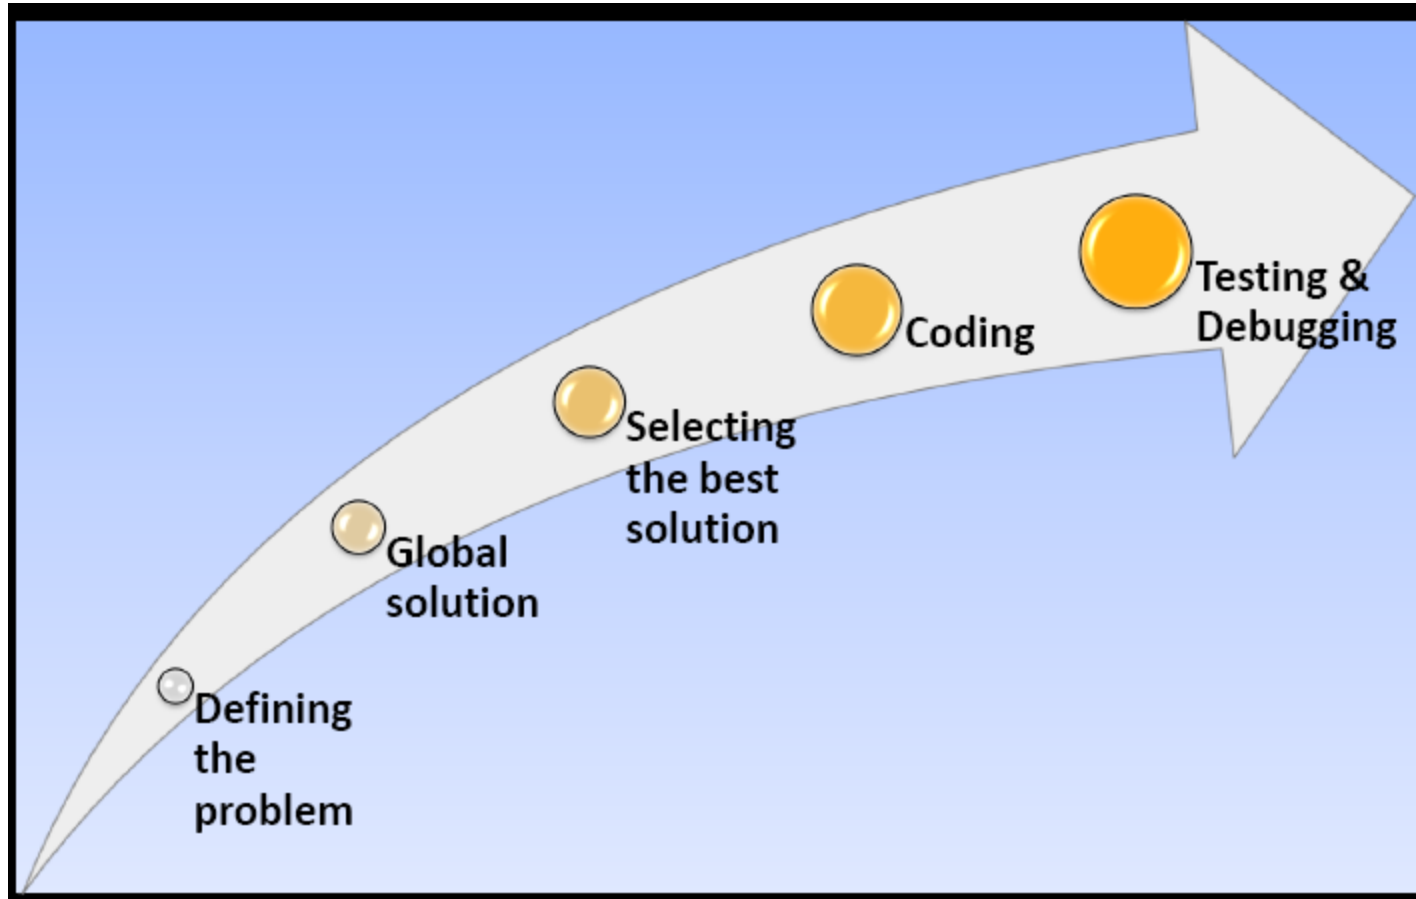 Defining
the
problem
Global
solution
Selecting
the best
solution
Coding
Testing &
Debugging